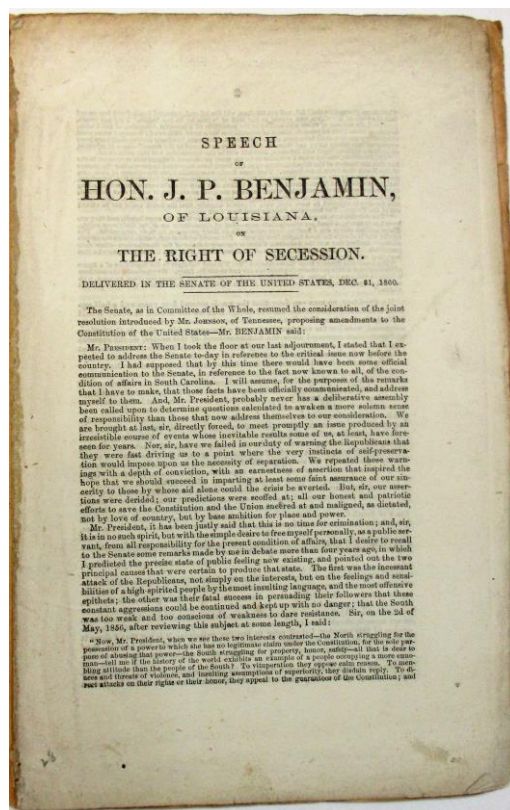 SPEECH
OF
HON. J. P. BENJAMIN,
OF LOUISIANA,
ON
THE RIGHT OF SECESSION.
DELIVERED IN THE SENATE OF THE UNITED STATES, DEC. 31, 1860.
The Senate, as in Committee of the Whole, resumed the consideration of the joint
resolution introduced by Mr. JOHNSON, of Tennessee, proposing amendments to the
Constitution of the United States—Mr. BENJAMIN said:
Mr. PRESIDENT: When I took the floor at our last adjournment, I stated that I ex-
pected to address the Senate to-day in reference to the critical issue now before the
country. I had supposed that by this time there would have been some official
communication to the Senate, in reference to the fact now known to all, of the con-
dition of affairs in South Carolina. I will assume, for the purposes of the remarks
that I have to make, that those facts have been officially communicated, and address
myself to them. And, Mr. President, probably never has a deliberative assembly
been called upon to determine questions calculated to awaken a more solemn sense
of responsibility than those that now address themselves to our consideration. We
are brought at last, sir, directly forced, to meet promptly an issue produced by an
irresistible course of events whose inevitable results some of us, at least, have fore-
seen for years. Nor, sir, have we failed in our duty of warning the Republicans that
they were fast driving us to a point where the very instincts of self-preserva-
tion would impose upon us the necessity of separation. We repeated those warn-
ings with a depth of conviction, with an earnestness of assertion that inspired the
hope that we should succeed in imparting at least some faint assurance of our sin-
cerity to those by whose aid alone could the crisis be averted. But, sir, our asser-
tions were derided; our predictions were scoffed at; all our honest and patriotic
efforts to save the Constitution and the Union sneered at and maligned, as dictated,
not by love of country, but by base ambition for place and power.
Mr. President, it has been justly said that this is no time for crimination; and, sir,
it is in no such spirit, but with the simple desire to free myself personally, as a public ser-
vant, from all responsibility for the present condition of affairs, that I desire to recall
to the Senate some remarks made by me in debate more than four years ago, in which
I predicted the precise state of public feeling now existing, and pointed out the two
principal causes that were certain to produce that state. The first was the incessant
attack of the Republicans, not simply on the interests, but on the feelings and sensi-
bilities of a high-spirited people by the most insulting language, and the most offensive
epithets; the other was their fatal success in persuading their followers that these
constant aggressions could be continued and kept up with no danger; that the South
was too weak and too conscious of weakness to dare resistance. Sir, on the 2d of
May, 1856, after reviewing this subject at some length, I said:
"Now, Mr. President, when we see these two interests contrasted—the North struggling for the
possession of a power to which she has no legitimate claim under the Constitution, for the sole pur-
pose of abusing that power—the South struggling for property, honor, safety—all that is dear to
man—tell me if the history of the world exhibits an example of a people occupying a more enno-
bling attitude than the people of the South? To vituperation they oppose calm reason. To men-
aces and threats of violence, and insulting assumptions of superiority, they disdain reply. To di-
rect attacks on their rights or their honor, they appeal to the guarantees of the Constitution; and
28